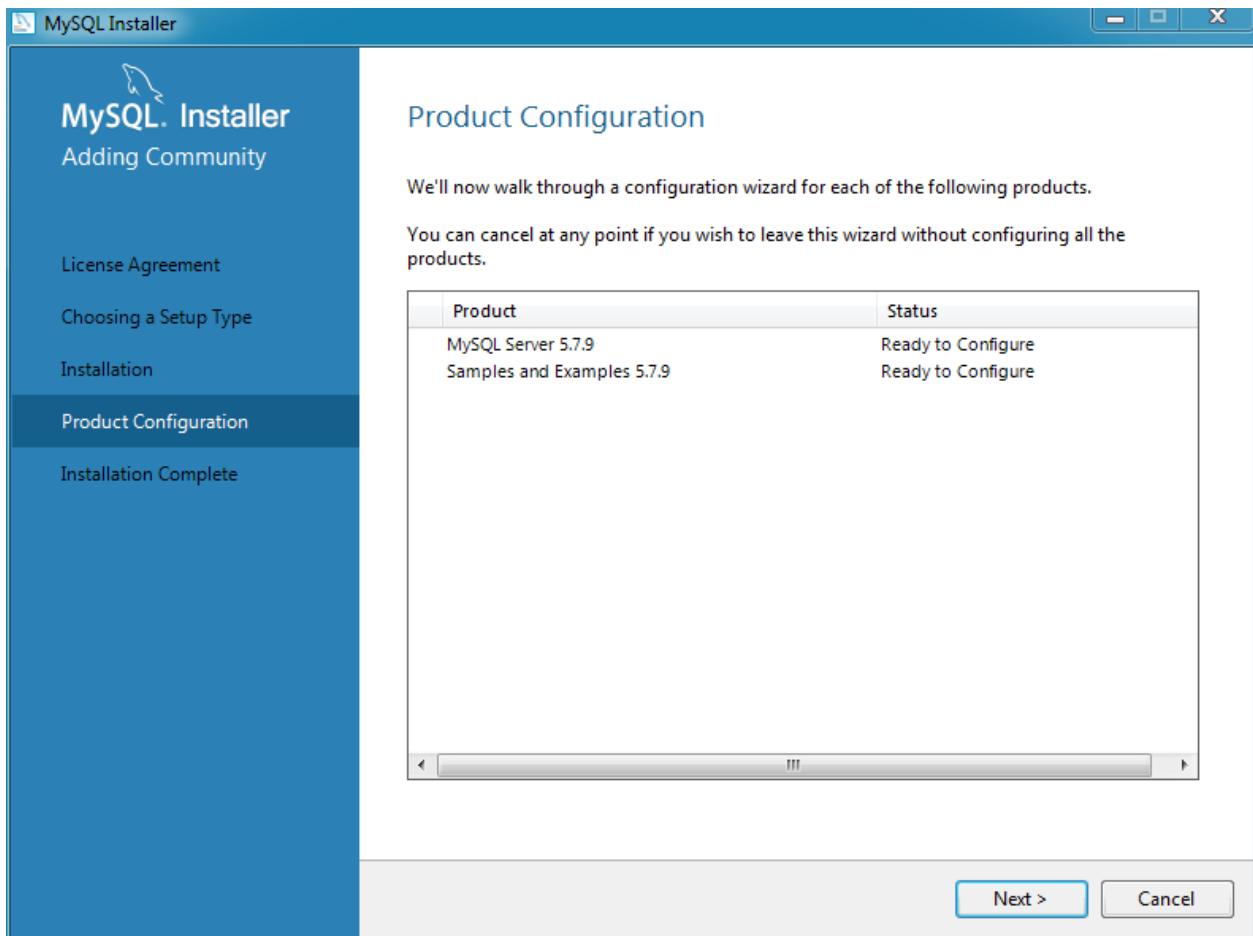 MySQL Installer
MySQL. Installer
Adding Community
License Agreement
Choosing a Setup Type
Installation
Product Configuration
Installation Complete
Product Configuration
We'll now walk through a configuration wizard for each of the following products.
You can cancel at any point if you wish to leave this wizard without configuring all the
products.
Product Status
MySQL Server 5.7.9 Ready to Configure
Samples and Examples 5.7.9 Ready to Configure
Next > Cancel